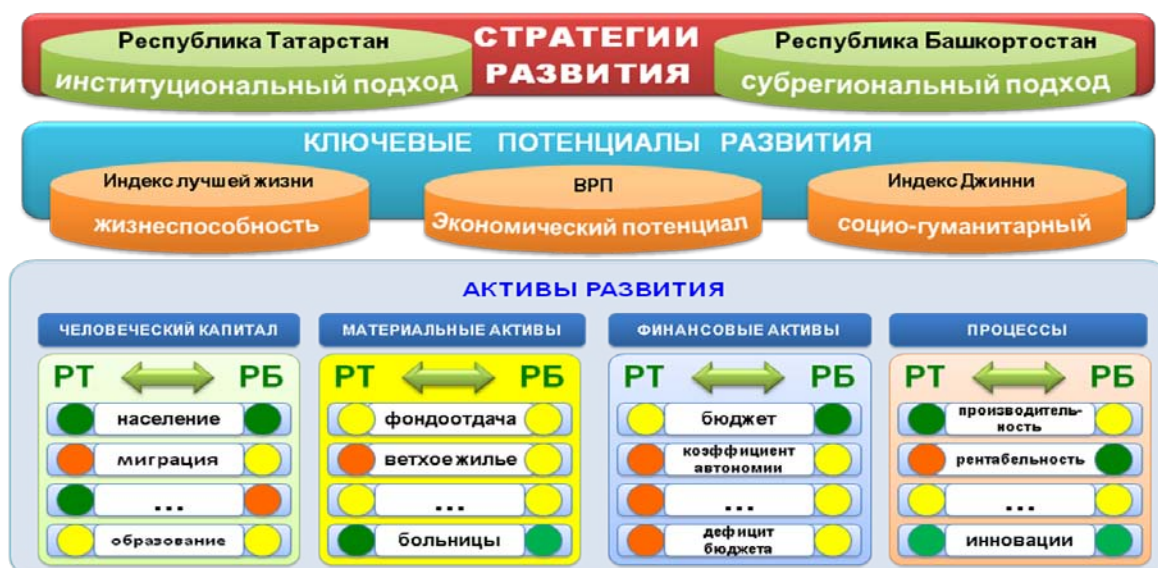 Республика Татарстан
институциональный подход
СТРАТЕГИИ
РАЗВИТИЯ
Республика Башкортостан
субрегиональный подход
КЛЮЧЕВЫЕ ПОТЕНЦИАЛЫ РАЗВИТИЯ
Индекс лучшей жизни
жизнеспособность
ВРП
Экономический потенциал
Индекс Джинни
социо-гуманитарный
АКТИВЫ РАЗВИТИЯ
ЧЕЛОВЕЧЕСКИЙ КАПИТАЛ
РТ РБ
население
миграция
...
образование
МАТЕРИАЛЬНЫЕ АКТИВЫ
РТ РБ
фондоотдача
ветхое жилье
...
больницы
ФИНАНСОВЫЕ АКТИВЫ
РТ РБ
бюджет
коэффициент
автономии
...
дефицит
бюджета
ПРОЦЕССЫ
РТ РБ
производитель-
ность
рентабельность
...
инновации